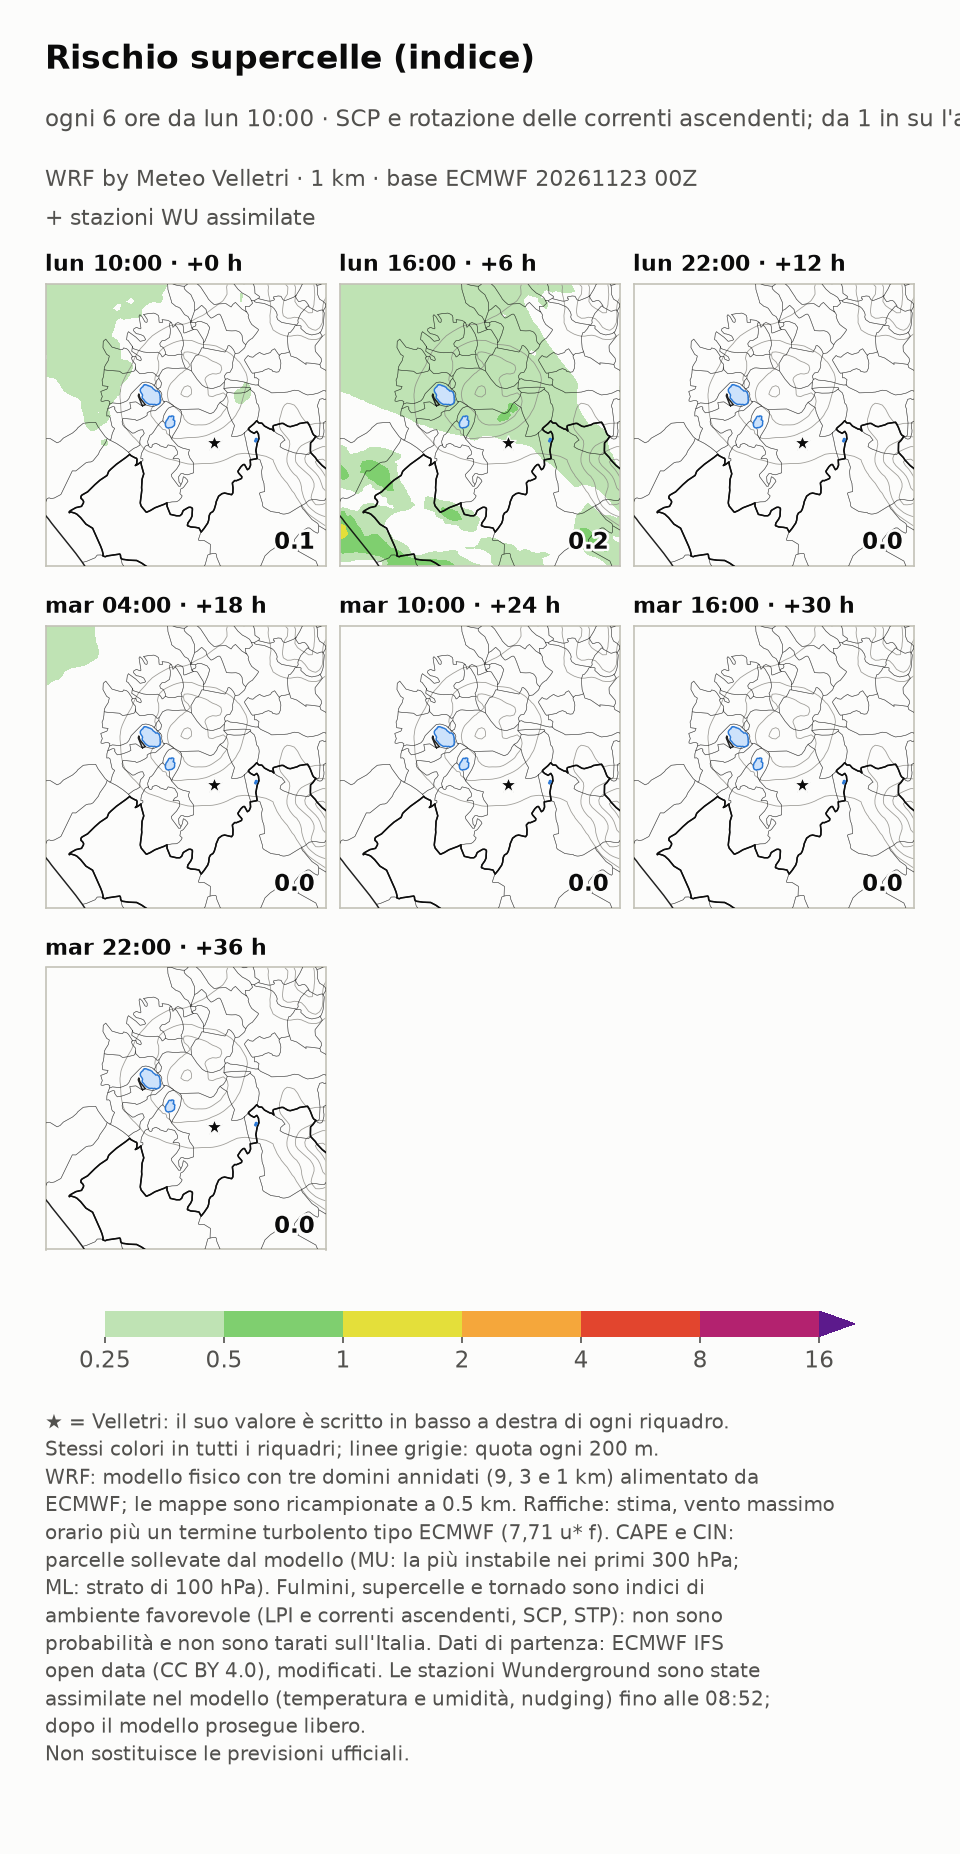 Rischio supercelle (indice)
ogni 6 ore da lun 10:00 · SCP e rotazione delle correnti ascendenti; da 1 in su l'a
WRF by Meteo Velletri · 1 km · base ECMWF 20261123 00Z
+ stazioni WU assimilate
lun 10:00 · +0 h
lun 16:00 · +6 h
lun 22:00 · +12 h
0.1
0.2
0.0
mar 04:00 · +18 h
mar 10:00 · +24 h
mar 16:00 · +30 h
0.0
0.0
0.0
mar 22:00 · +36 h
0.0
0.25 0.5 1 2 4 8 16
★ = Velletri: il suo valore è scritto in basso a destra di ogni riquadro.
Stessi colori in tutti i riquadri; linee grigie: quota ogni 200 m.
WRF: modello fisico con tre domini annidati (9, 3 e 1 km) alimentato da
ECMWF; le mappe sono ricampionate a 0.5 km. Raffiche: stima, vento massimo
orario più un termine turbolento tipo ECMWF (7,71 u* f). CAPE e CIN:
parcelle sollevate dal modello (MU: la più instabile nei primi 300 hPa;
ML: strato di 100 hPa). Fulmini, supercelle e tornado sono indici di
ambiente favorevole (LPI e correnti ascendenti, SCP, STP): non sono
probabilità e non sono tarati sull'Italia. Dati di partenza: ECMWF IFS
open data (CC BY 4.0), modificati. Le stazioni Wunderground sono state
assimilate nel modello (temperatura e umidità, nudging) fino alle 08:52;
dopo il modello prosegue libero.
Non sostituisce le previsioni ufficiali.